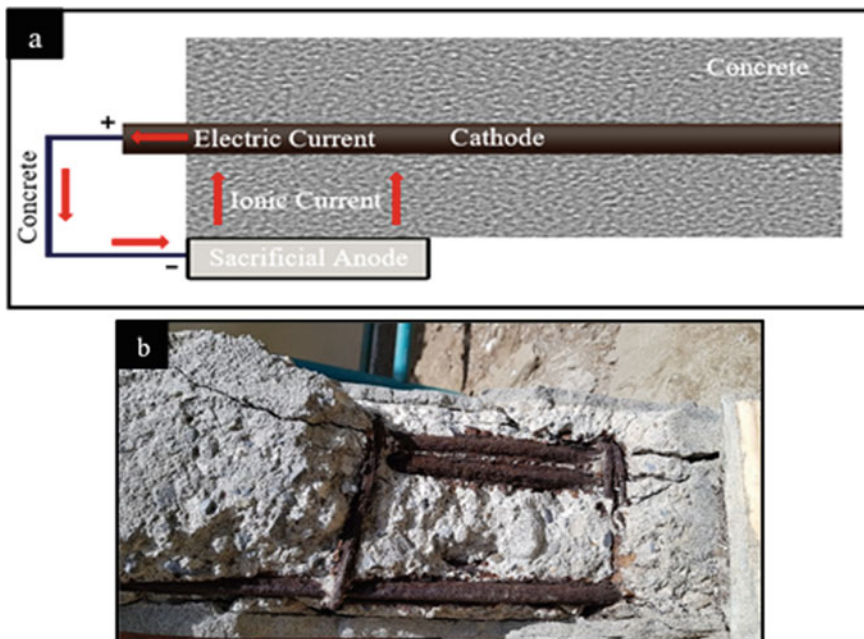 a
Concrete
+
Electric Current
Cathode
Concrete
Ionic Current
Sacrificial Anode
−
b